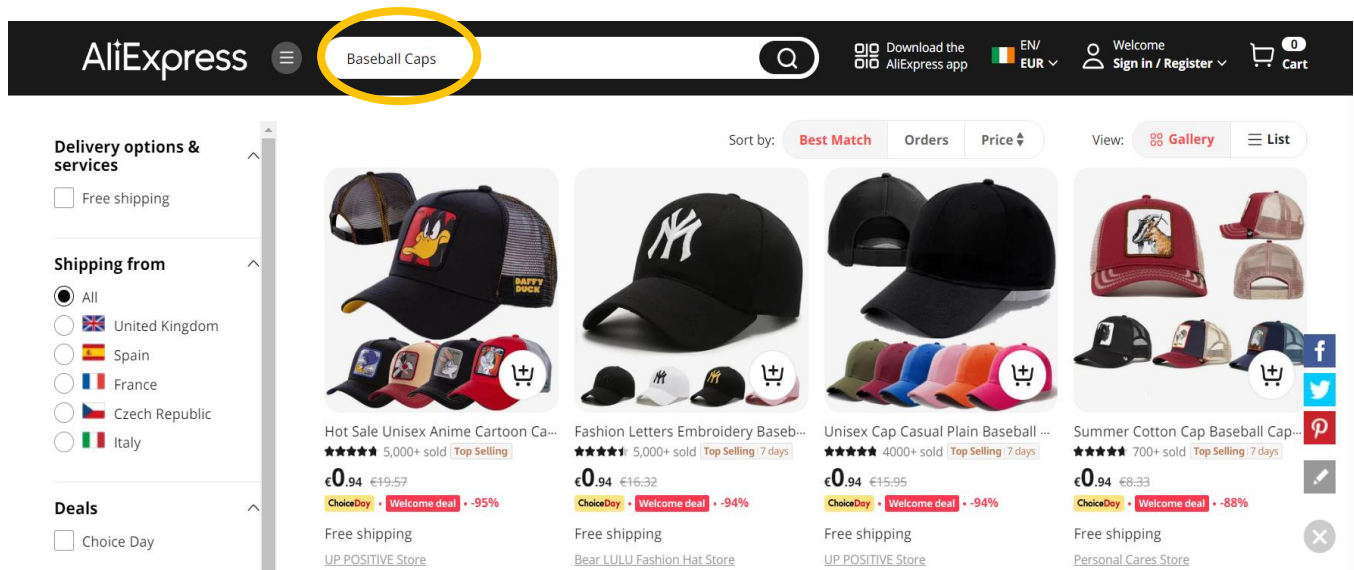 AliExpress
Baseball Caps
Download the
AliExpress app
EN/
EUR
Welcome
Sign in / Register
0
Cart
Delivery options &
services
Free shipping
Shipping from
All
United Kingdom
Spain
France
Czech Republic
Italy
Deals
Choice Day
Sort by: Best Match Orders Price
View: Gallery List
DAFFY
DUCK
Hot Sale Unisex Anime Cartoon Ca...
5,000+ sold Top Selling
€0.94 €19.57
ChoiceDay • Welcome deal • -95%
Free shipping
UP POSITIVE Store
Fashion Letters Embroidery Baseb...
5,000+ sold Top Selling 7 days
€0.94 €16.32
ChoiceDay • Welcome deal • -94%
Free shipping
Bear LULU Fashion Hat Store
Unisex Cap Casual Plain Baseball ...
4000+ sold Top Selling 7 days
€0.94 €15.95
ChoiceDay • Welcome deal • -94%
Free shipping
UP POSITIVE Store
Summer Cotton Cap Baseball Cap...
700+ sold Top Selling 7 days
€0.94 €8.33
ChoiceDay • Welcome deal • -88%
Free shipping
Personal Cares Store